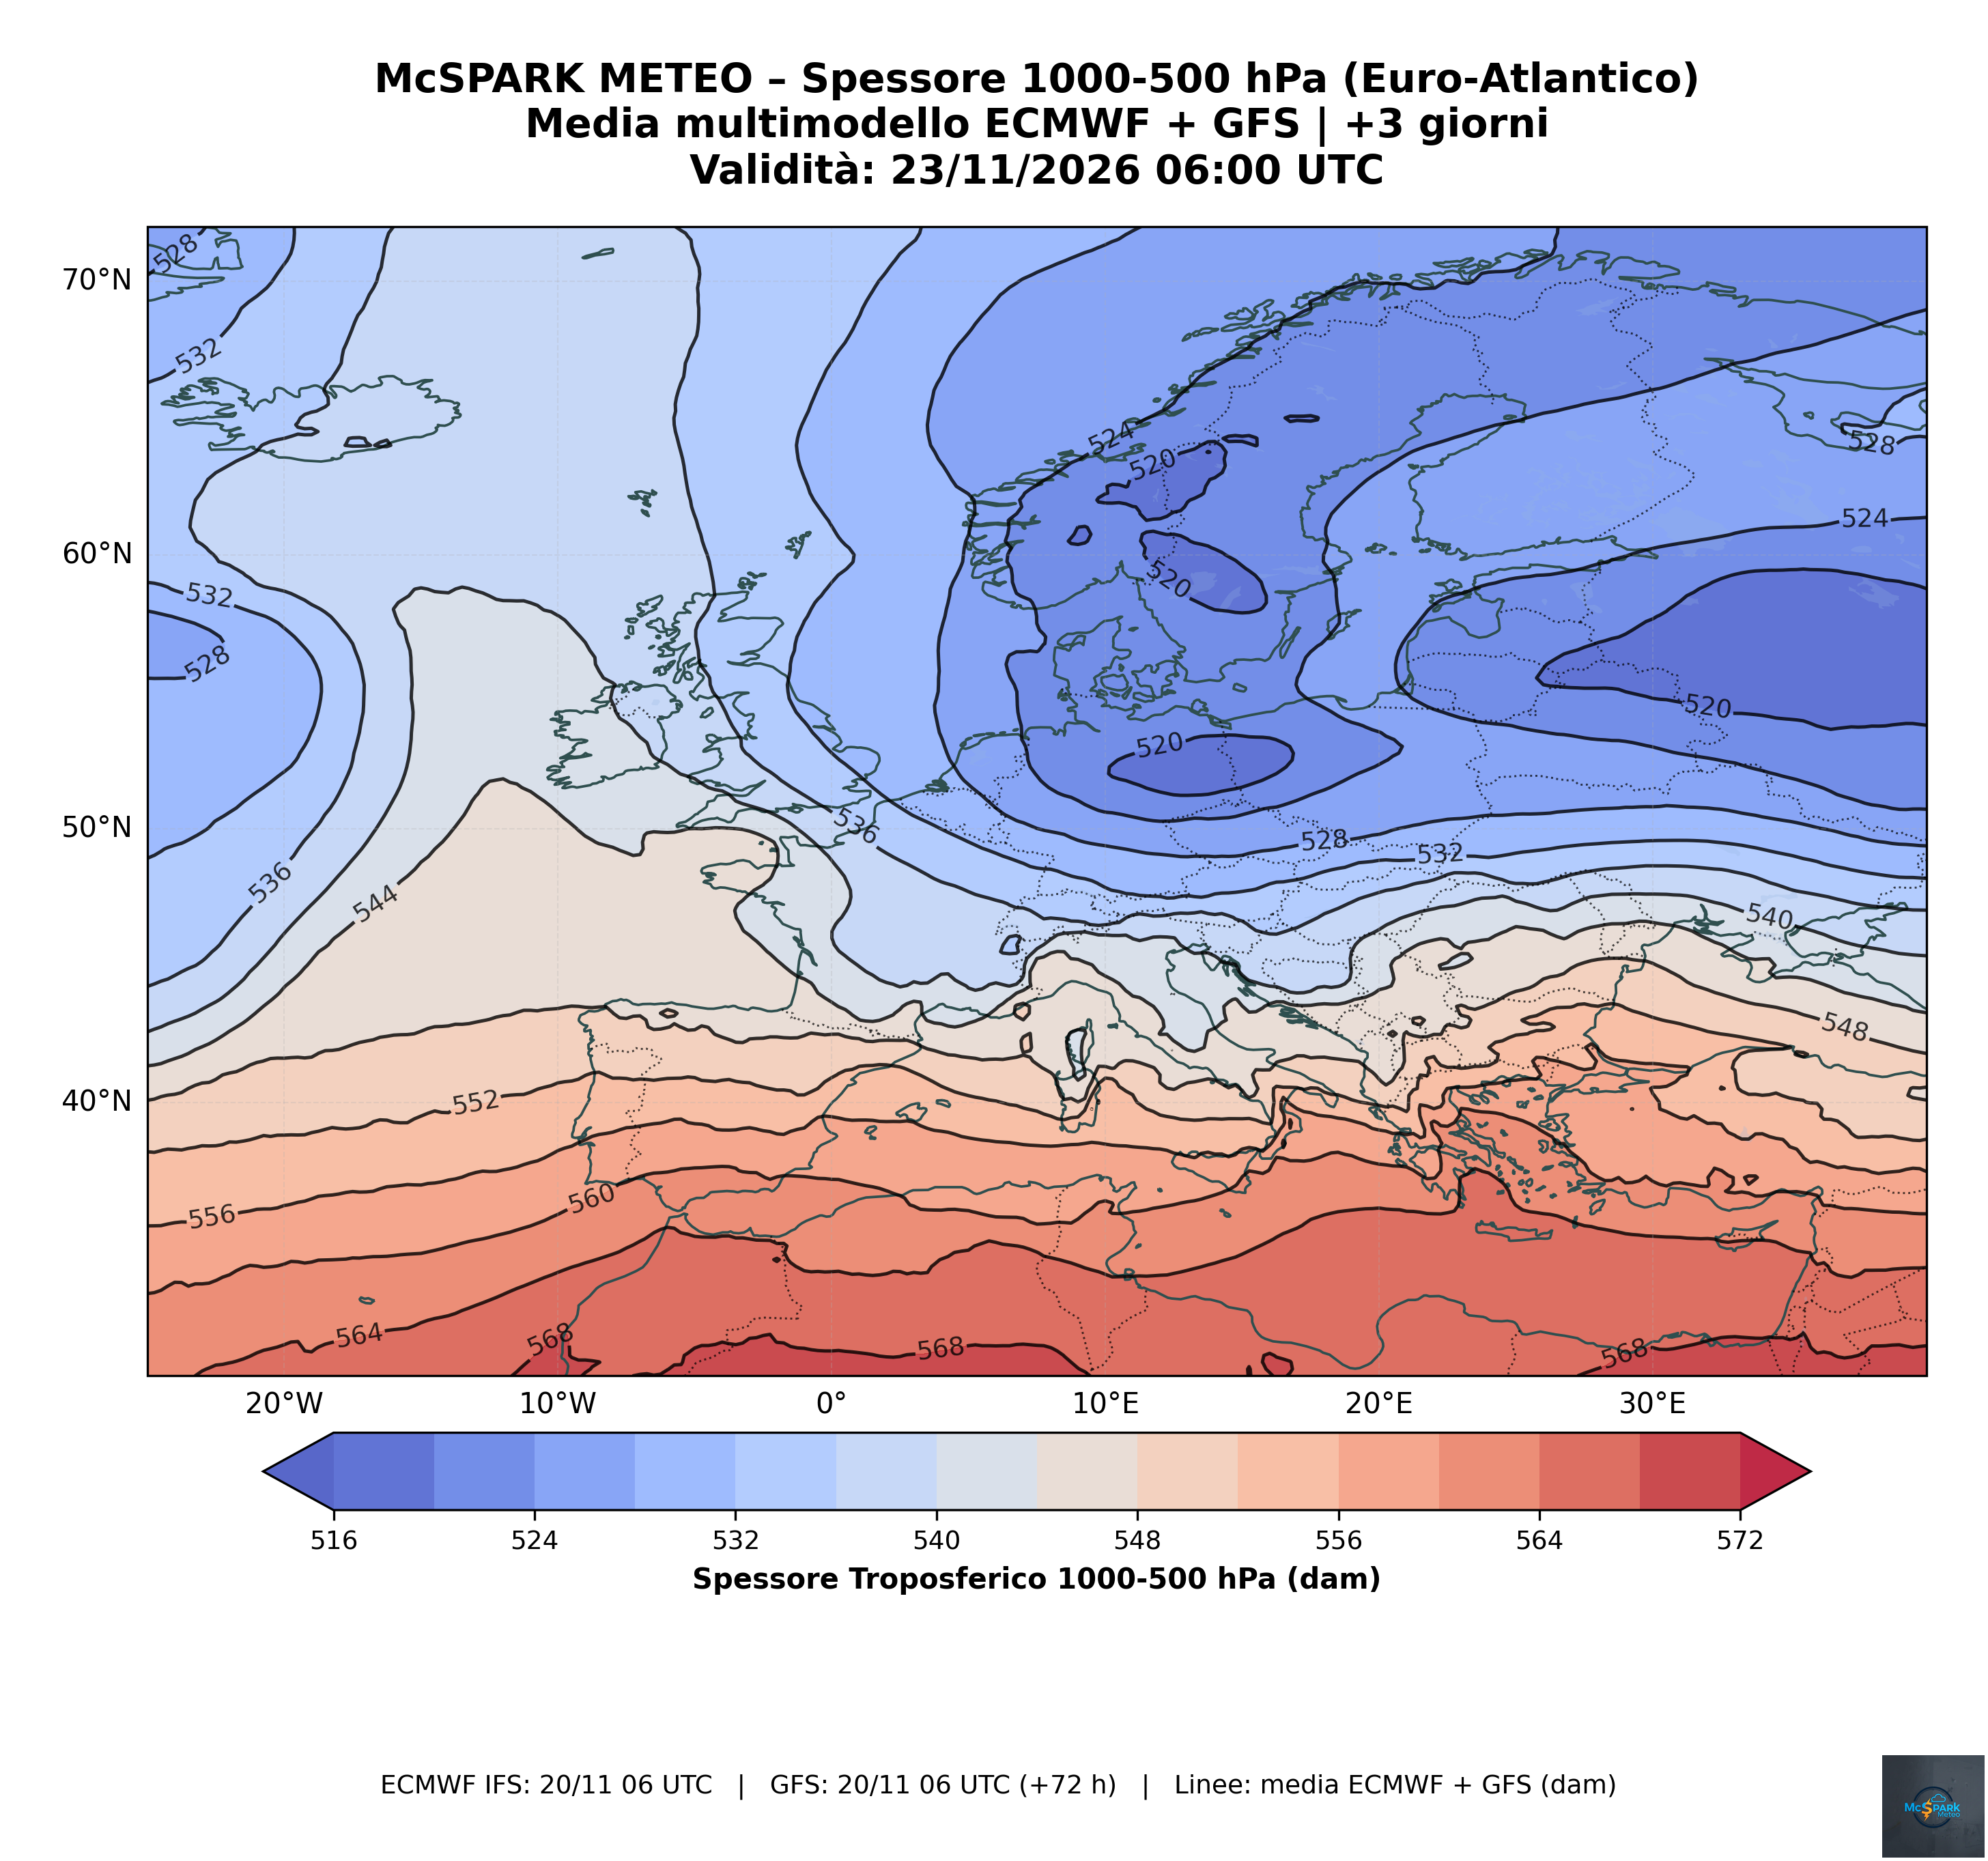 McSPARK METEO – Spessore 1000-500 hPa (Euro-Atlantico)
Media multimodello ECMWF + GFS | +3 giorni
Validità: 23/11/2026 06:00 UTC
528
70°N
532
524
520
528
524
60°N
532
520
528
520
520
536
50°N
528
532
536
544
540
548
552
40°N
560
556
564
568
568
568
20°W 10°W 0° 10°E 20°E 30°E
516 524 532 540 548 556 564 572
Spessore Troposferico 1000-500 hPa (dam)
ECMWF IFS: 20/11 06 UTC | GFS: 20/11 06 UTC (+72 h) | Linee: media ECMWF + GFS (dam)
McSPARK
Meteo